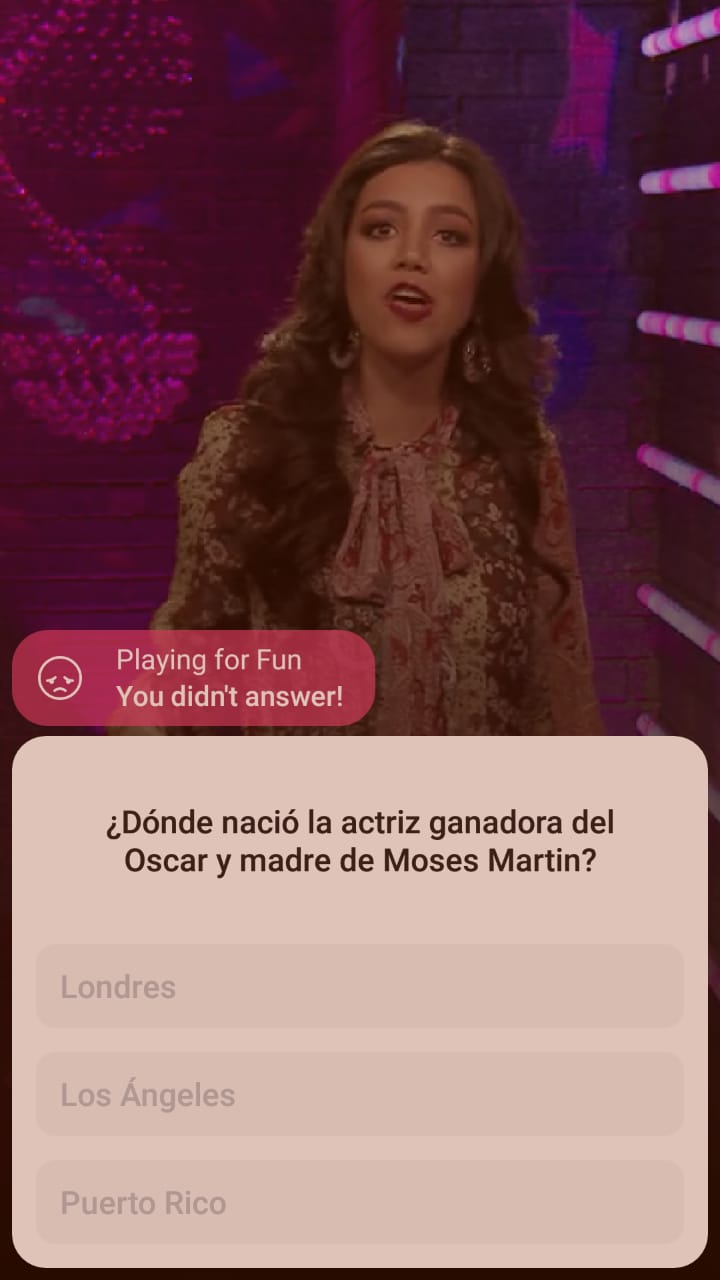 Playing for Fun
You didn't answer!
¿Dónde nació la actriz ganadora del
Oscar y madre de Moses Martin?
Londres
Los Ángeles
Puerto Rico